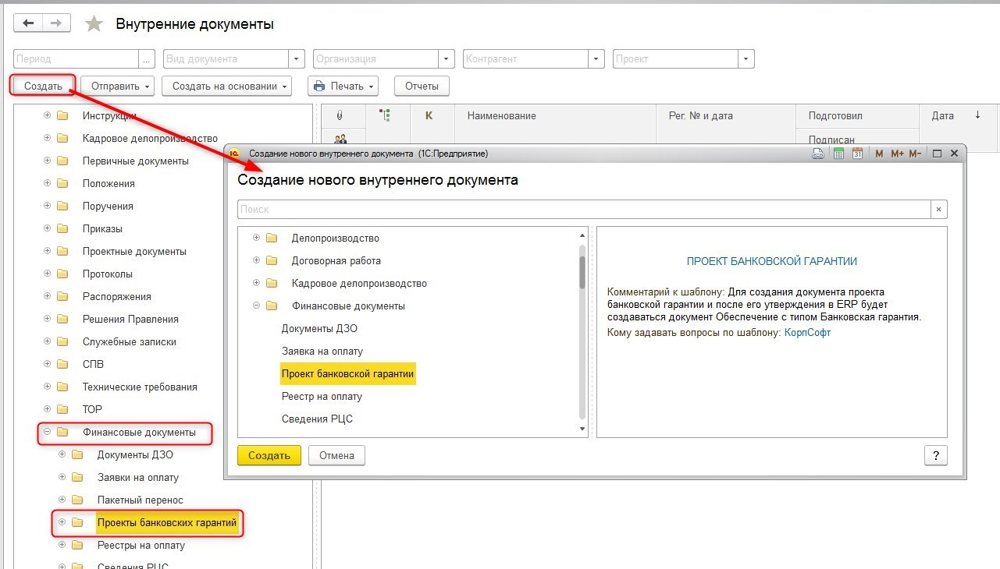 Внутренние документы
Период ... Вид документа Организация Контрагент Проект
Создать Отправить Создать на основании Печать Отчеты
К Наименование Рег. № и дата Подготовил Дата ↓
Подписан
Инструкции
Кадровое делопроизводство
Первичные документы
Положения
Поручения
Приказы
Проектные документы
Протоколы
Распоряжения
Решения Правления
Служебные записки
СПВ
Технические требования
ТОР
Финансовые документы
Документы ДЗО
Заявки на оплату
Пакетный перенос
Проекты банковских гарантий
Реестры на оплату
Сведения РЦС
1С Создание нового внутреннего документа (1С:Предприятие) 31 M M+ M-
Создание нового внутреннего документа
Поиск ×
Делопроизводство
Договорная работа
Кадровое делопроизводство
Финансовые документы
Документы ДЗО
Заявка на оплату
Проект банковской гарантии
Реестр на оплату
Сведения РЦС
ПРОЕКТ БАНКОВСКОЙ ГАРАНТИИ
Комментарий к шаблону: Для создания документа проекта
банковской гарантии и после его утверждения в ERP будет
создаваться документ Обеспечение с типом Банковская гарантия.
Кому задавать вопросы по шаблону: КорпСофт
Создать Отмена ?